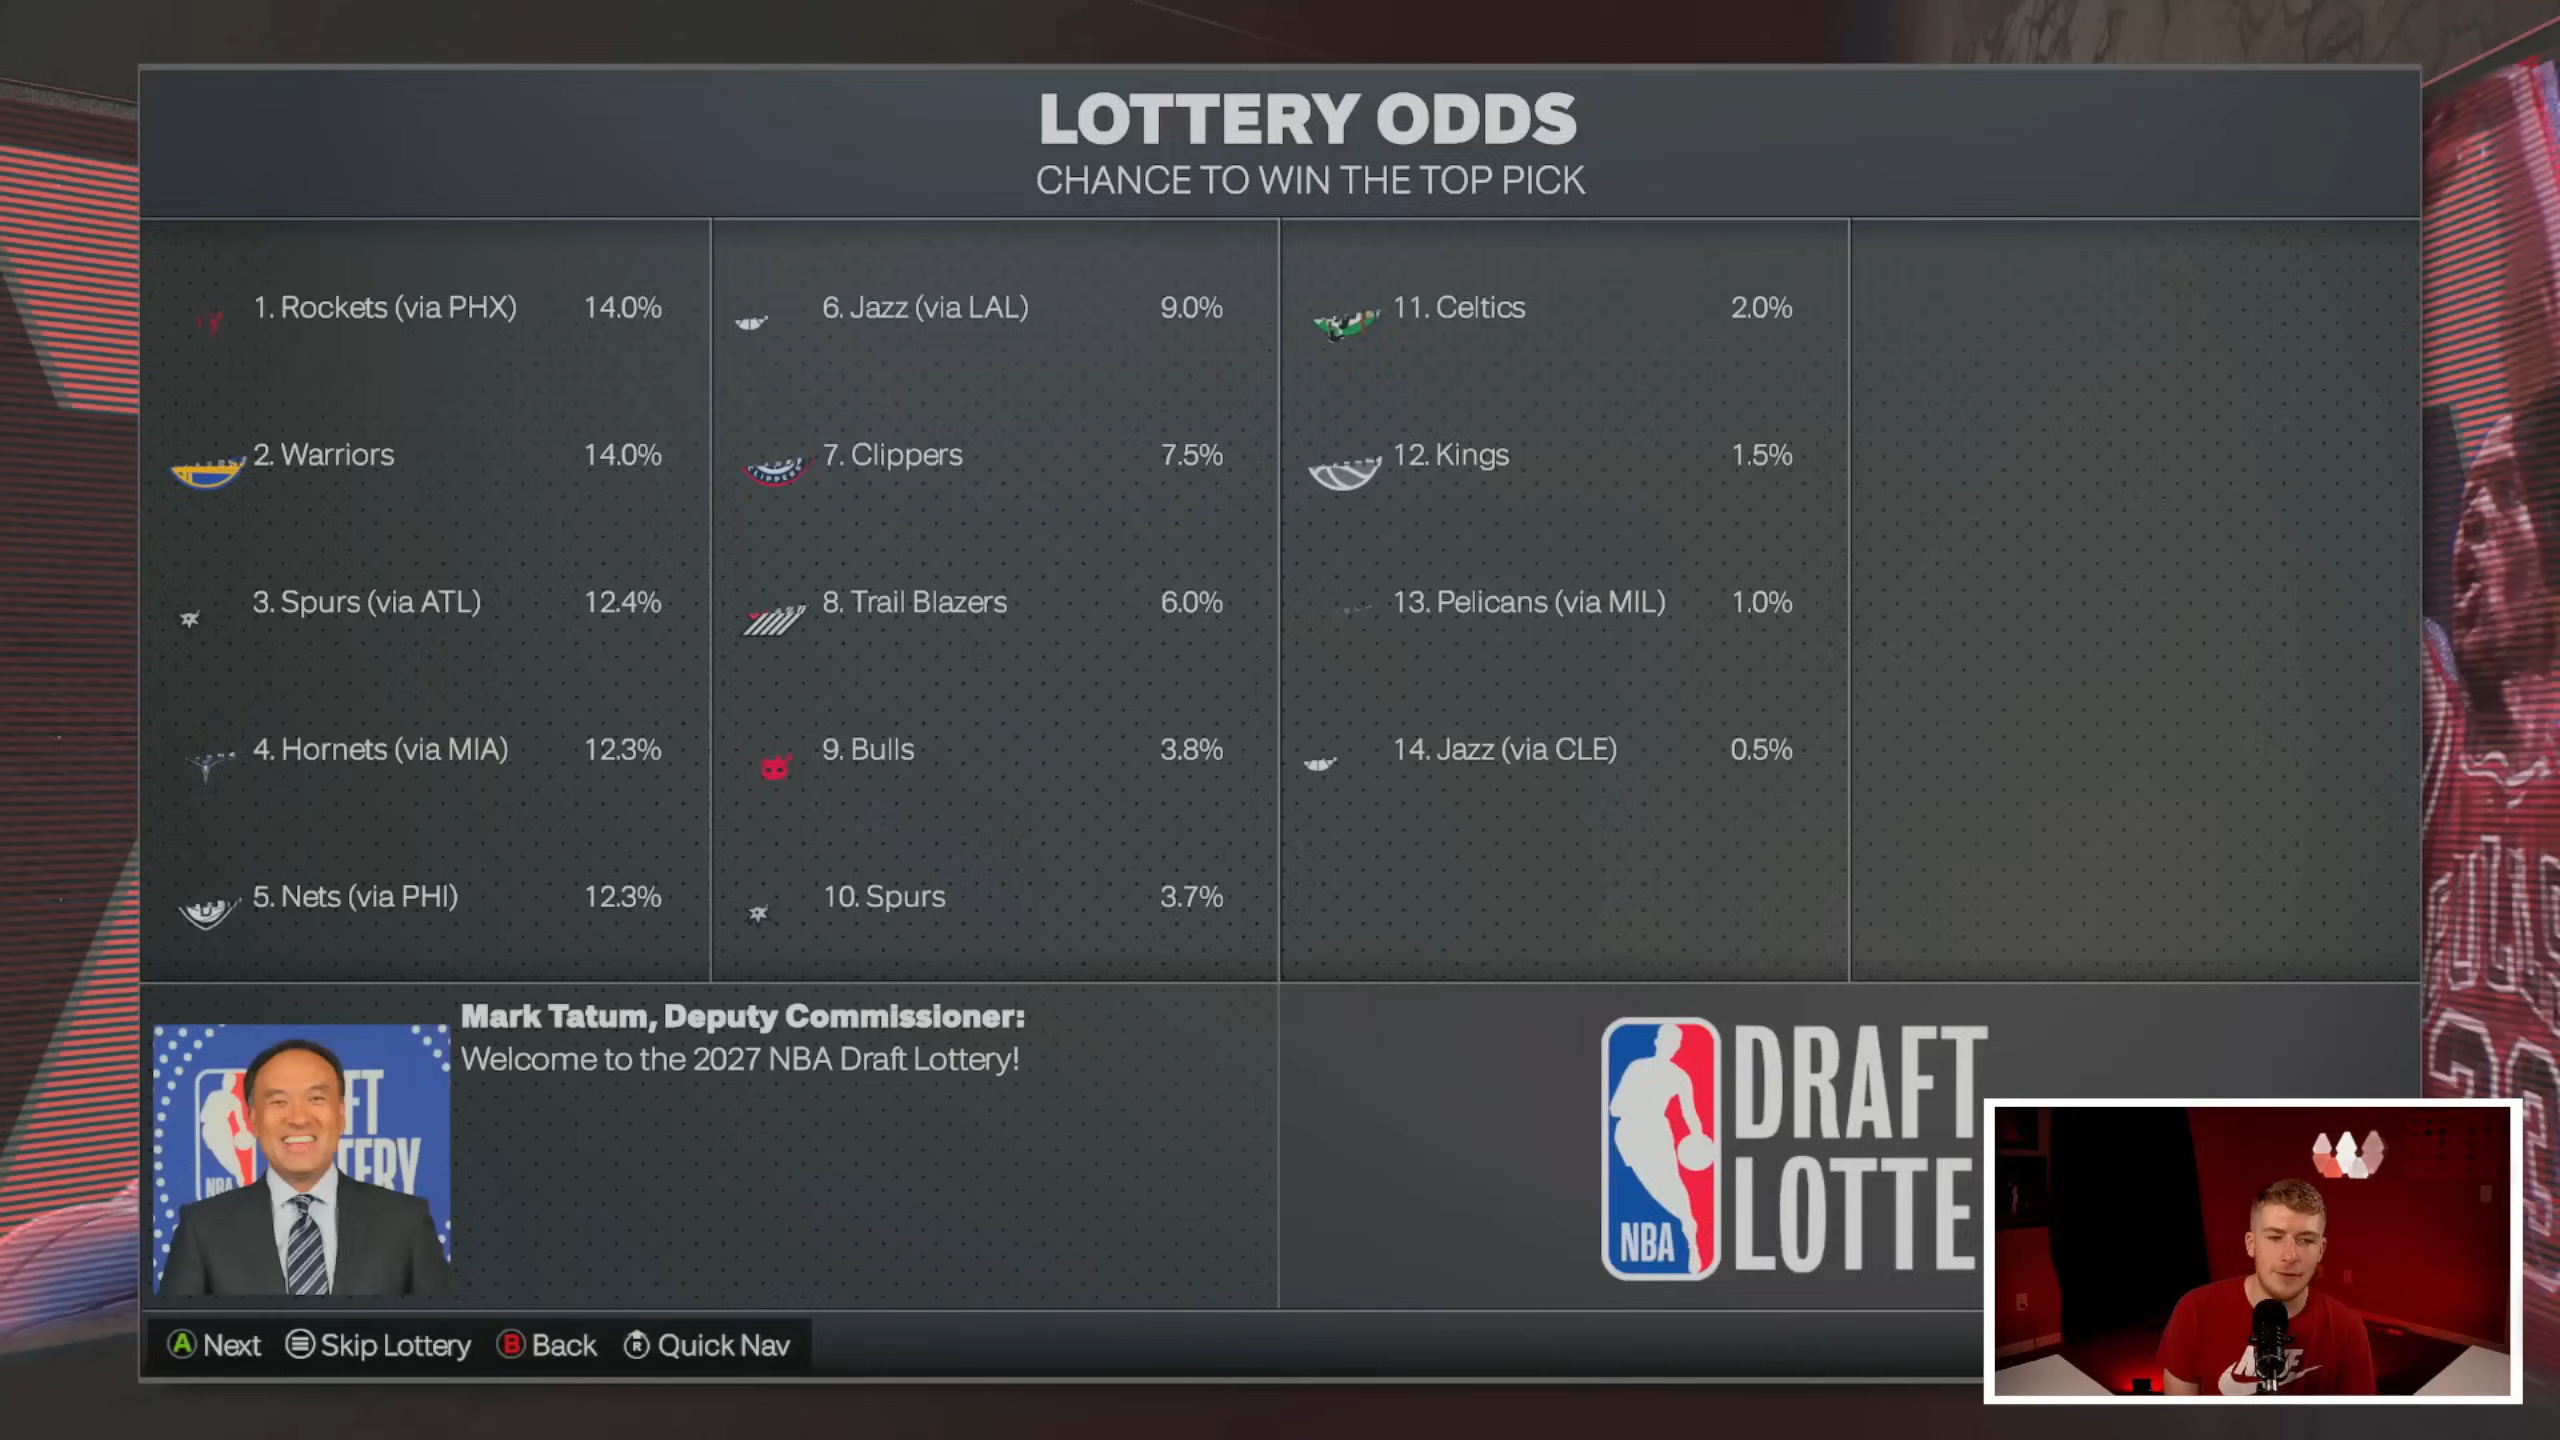 LOTTERY ODDS
CHANCE TO WIN THE TOP PICK
1. Rockets (via PHX) 14.0%
2. Warriors 14.0%
3. Spurs (via ATL) 12.4%
4. Hornets (via MIA) 12.3%
5. Nets (via PHI) 12.3%
6. Jazz (via LAL) 9.0%
7. Clippers 7.5%
8. Trail Blazers 6.0%
9. Bulls 3.8%
10. Spurs 3.7%
11. Celtics 2.0%
12. Kings 1.5%
13. Pelicans (via MIL) 1.0%
14. Jazz (via CLE) 0.5%
Mark Tatum, Deputy Commissioner:
Welcome to the 2027 NBA Draft Lottery!
NBA
DRAFT
LOTTE
A Next Skip Lottery B Back R Quick Nav